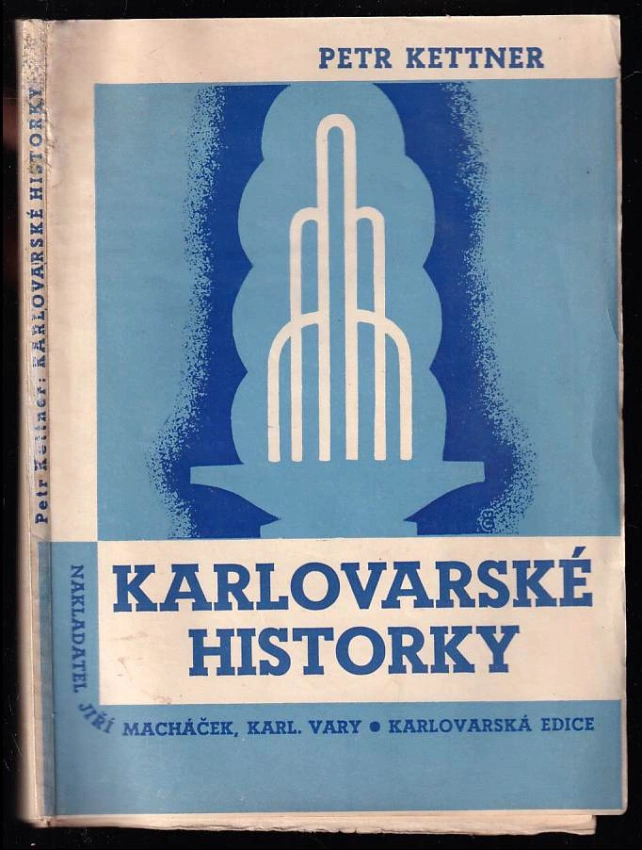 PETR KETTNER
KARLOVARSKÉ
HISTORKY
NAKLADATEL JIŘÍ MACHÁČEK, KARL. VARY • KARLOVARSKÁ EDICE
Petr Kettner: KARLOVARSKÉ HISTORKY